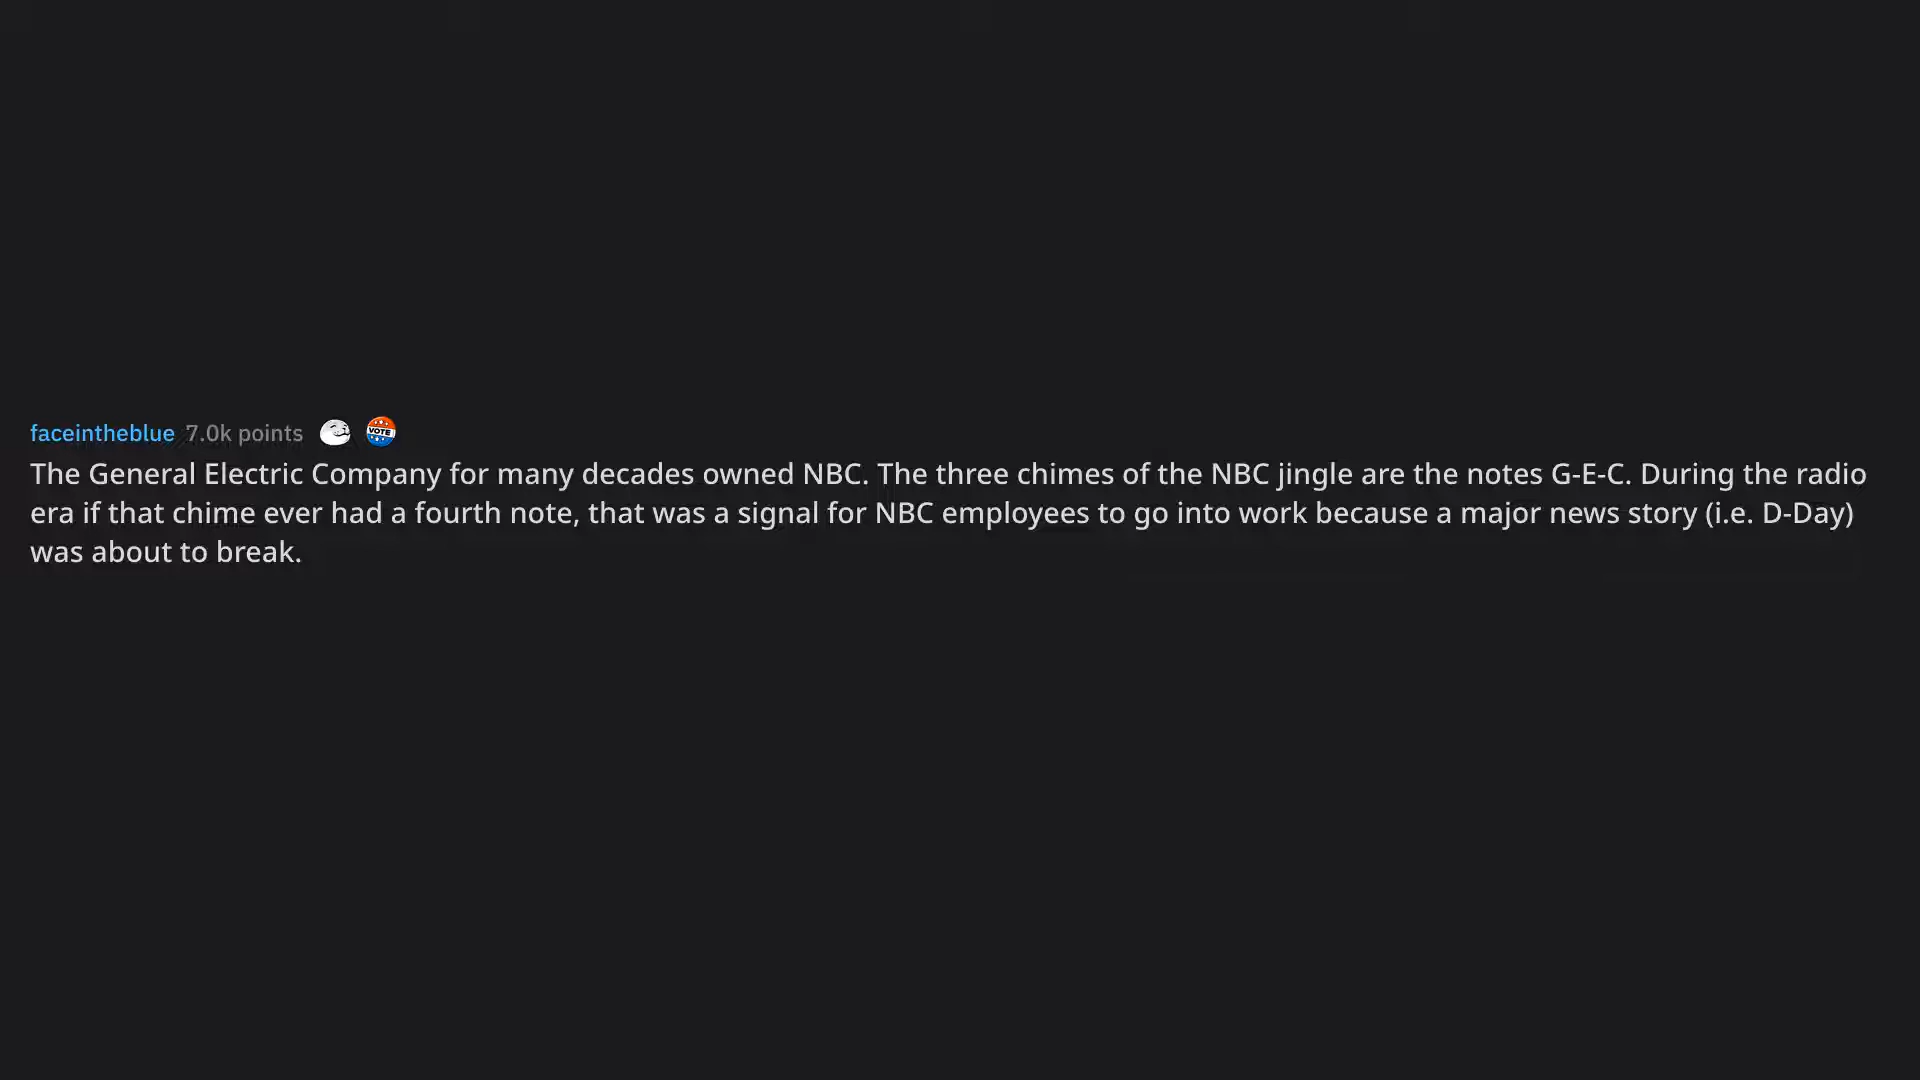 faceintheblue 7.0k points
VOTE
The General Electric Company for many decades owned NBC. The three chimes of the NBC jingle are the notes G-E-C. During the radio
era if that chime ever had a fourth note, that was a signal for NBC employees to go into work because a major news story (i.e. D-Day)
was about to break.